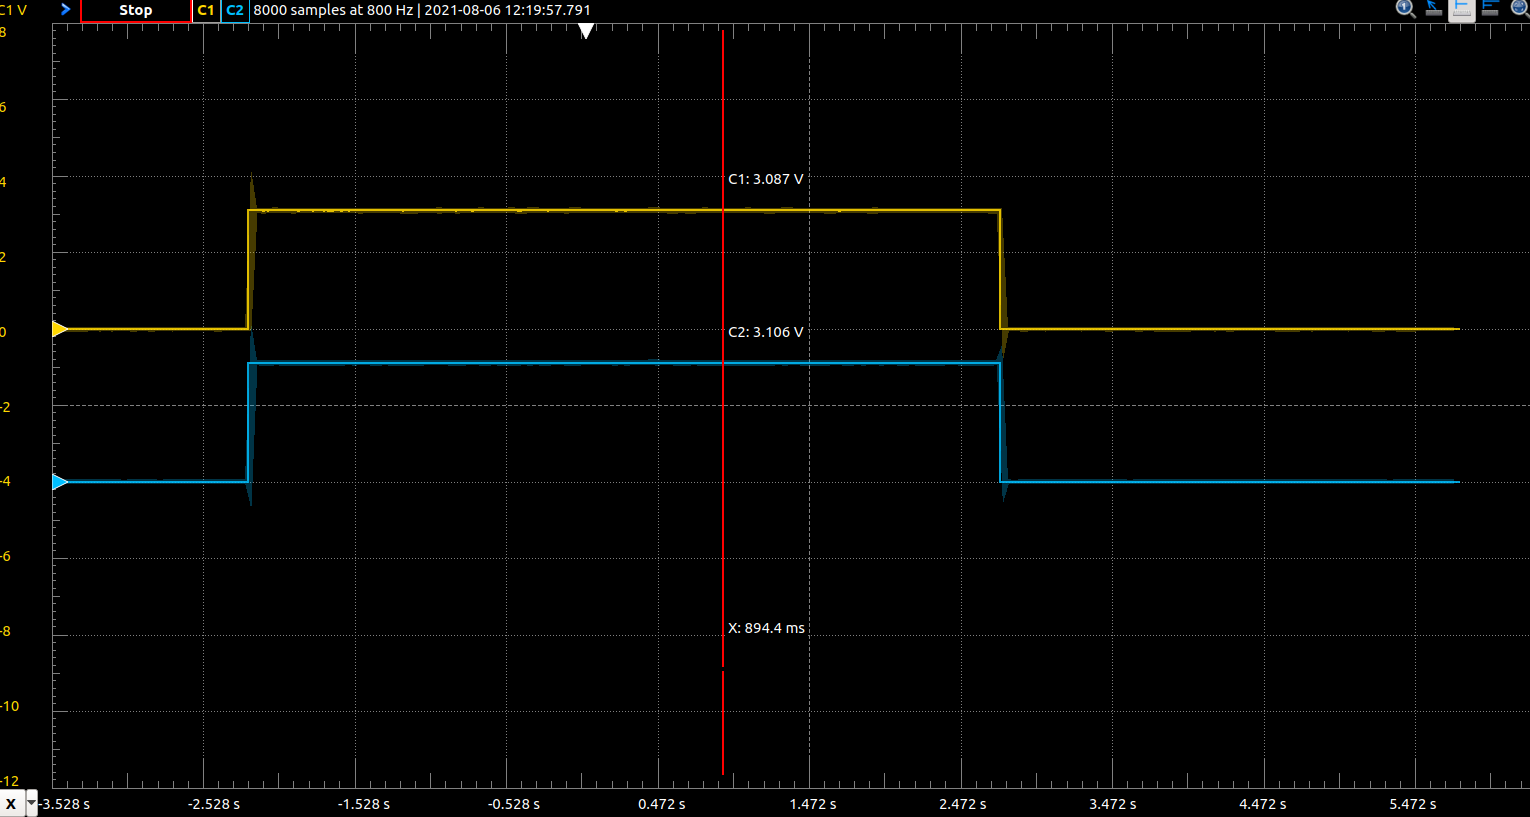 C1 V
Stop C1 C2 8000 samples at 800 Hz | 2021-08-06 12:19:57.791
8
6
4
C1: 3.087 V
2
0
C2: 3.106 V
-2
-4
-6
-8
X: 894.4 ms
-10
-12
X -3.528 s -2.528 s -1.528 s -0.528 s 0.472 s 1.472 s 2.472 s 3.472 s 4.472 s 5.472 s